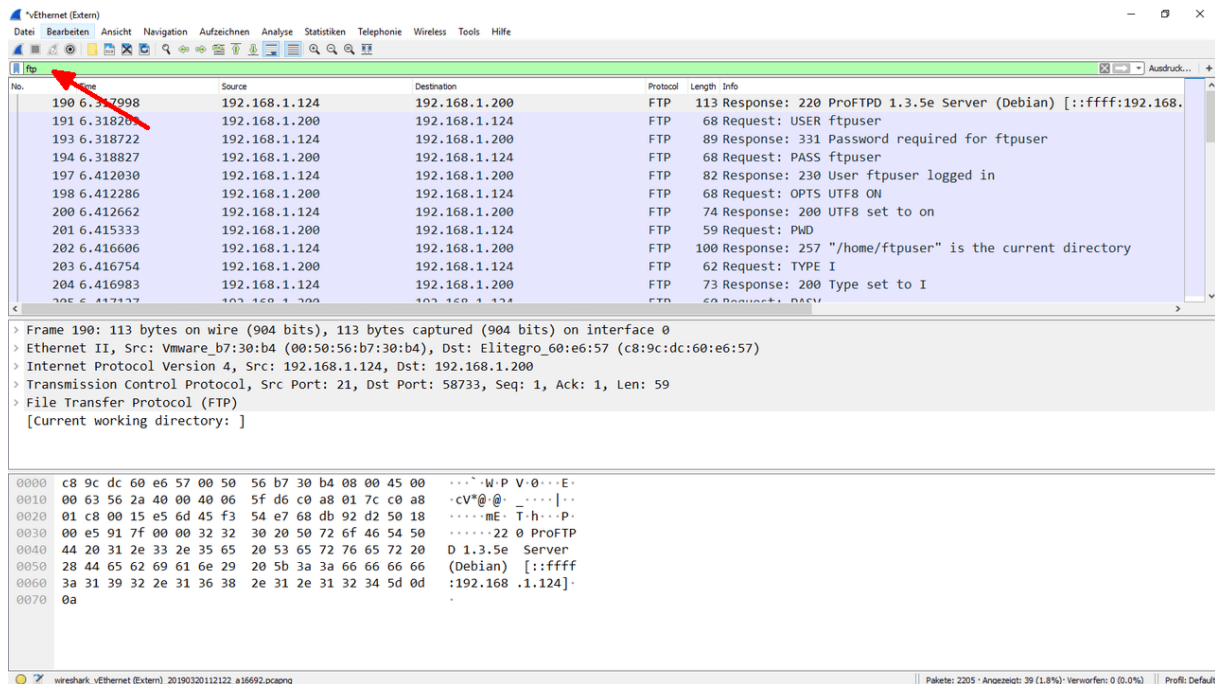 *vEthernet (Extern)
Datei Bearbeiten Ansicht Navigation Aufzeichnen Analyse Statistiken Telephonie Wireless Tools Hilfe
ftp Ausdruck... +
No. Time Source Destination Protocol Length Info
190 6.317998 192.168.1.124 192.168.1.200 FTP 113 Response: 220 ProFTPD 1.3.5e Server (Debian) [::ffff:192.168.
191 6.318269 192.168.1.200 192.168.1.124 FTP 68 Request: USER ftpuser
193 6.318722 192.168.1.124 192.168.1.200 FTP 89 Response: 331 Password required for ftpuser
194 6.318827 192.168.1.200 192.168.1.124 FTP 68 Request: PASS ftpuser
197 6.412030 192.168.1.124 192.168.1.200 FTP 82 Response: 230 User ftpuser logged in
198 6.412286 192.168.1.200 192.168.1.124 FTP 68 Request: OPTS UTF8 ON
200 6.412662 192.168.1.124 192.168.1.200 FTP 74 Response: 200 UTF8 set to on
201 6.415333 192.168.1.200 192.168.1.124 FTP 59 Request: PWD
202 6.416606 192.168.1.124 192.168.1.200 FTP 100 Response: 257 "/home/ftpuser" is the current directory
203 6.416754 192.168.1.200 192.168.1.124 FTP 62 Request: TYPE I
204 6.416983 192.168.1.124 192.168.1.200 FTP 73 Response: 200 Type set to I
205 6.417127 192.168.1.200 192.168.1.124 FTP 60 Request: PASV
> Frame 190: 113 bytes on wire (904 bits), 113 bytes captured (904 bits) on interface 0
> Ethernet II, Src: Vmware_b7:30:b4 (00:50:56:b7:30:b4), Dst: Elitegro_60:e6:57 (c8:9c:dc:60:e6:57)
> Internet Protocol Version 4, Src: 192.168.1.124, Dst: 192.168.1.200
> Transmission Control Protocol, Src Port: 21, Dst Port: 58733, Seq: 1, Ack: 1, Len: 59
> File Transfer Protocol (FTP)
[Current working directory: ]
0000 c8 9c dc 60 e6 57 00 50 56 b7 30 b4 08 00 45 00 ···`·W·P V·0···E·
0010 00 63 56 2a 40 00 40 06 5f d6 c0 a8 01 7c c0 a8 ·cV*@·@· _····|··
0020 01 c8 00 15 e5 6d 45 f3 54 e7 68 db 92 d2 50 18 ·····mE· T·h···P·
0030 00 e5 91 7f 00 00 32 32 30 20 50 72 6f 46 54 50 ······22 0 ProFTP
0040 44 20 31 2e 33 2e 35 65 20 53 65 72 76 65 72 20 D 1.3.5e Server
0050 28 44 65 62 69 61 6e 29 20 5b 3a 3a 66 66 66 66 (Debian) [::ffff
0060 3a 31 39 32 2e 31 36 38 2e 31 2e 31 32 34 5d 0d :192.168 .1.124]·
0070 0a ·
wireshark_vEthernet (Extern)_20190320112122_a16692.pcapng Pakete: 2205 · Angezeigt: 39 (1.8%) · Verworfen: 0 (0.0%) Profil: Default